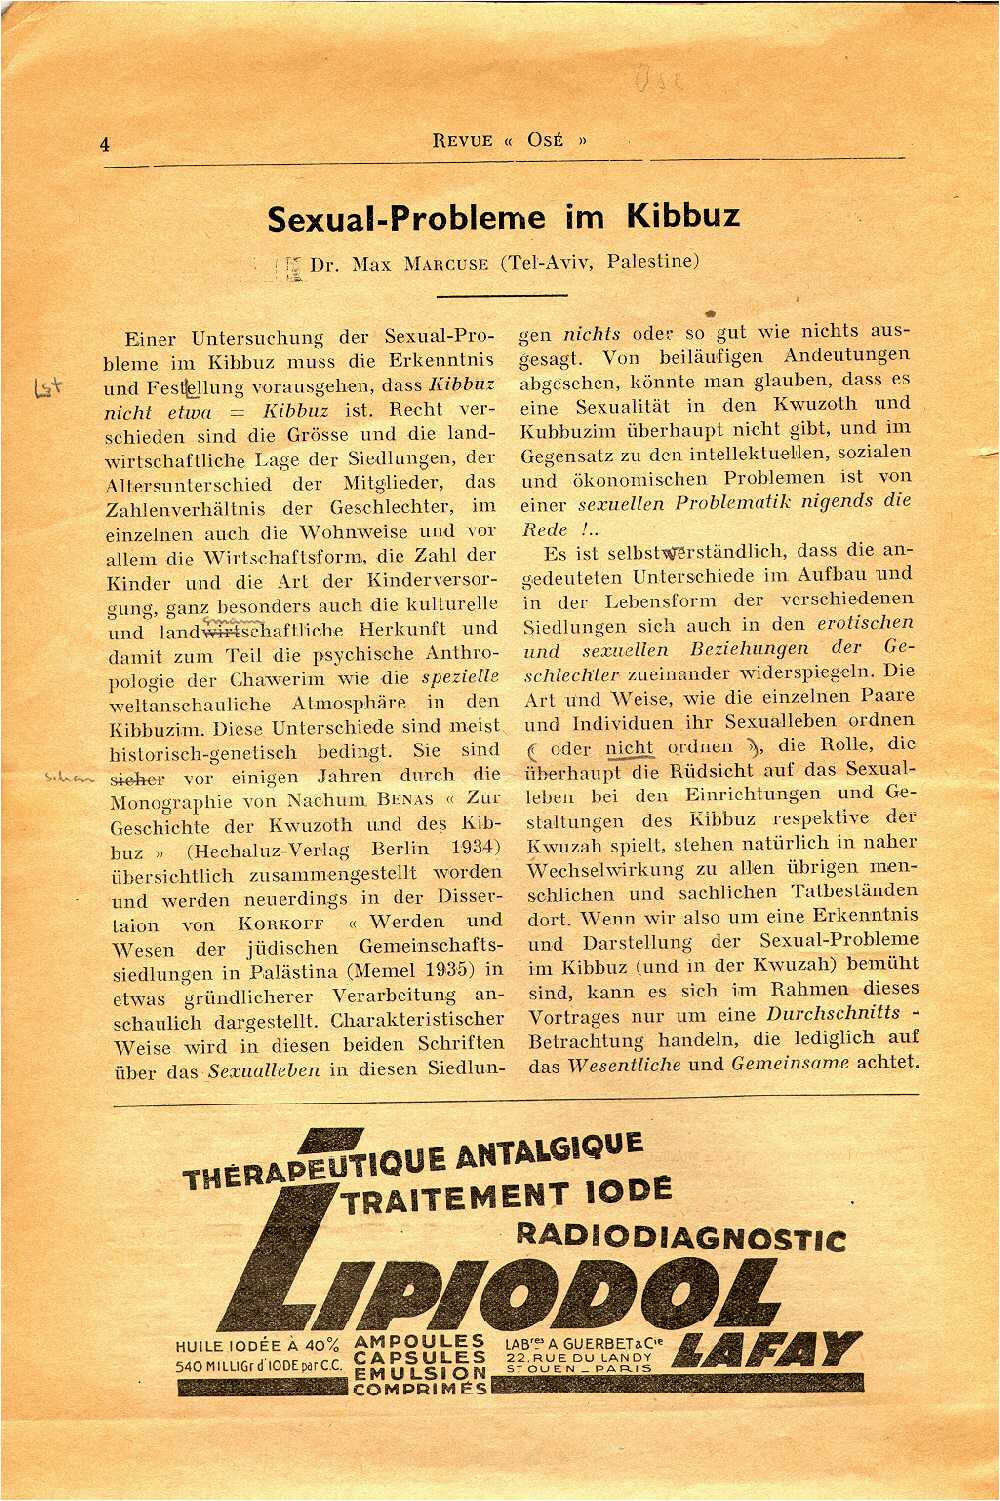 Ose
4
REVUE « OSÉ »
Sexual-Probleme im Kibbuz
Dr. Max MARCUSE (Tel-Aviv, Palestine)
Einer Untersuchung der Sexual-Pro-
bleme im Kibbuz muss die Erkenntnis
und Festellung vorausgehen, dass Kibbuz
st
nicht etwa = Kibbuz ist. Recht ver-
schieden sind die Grösse und die land-
wirtschaftliche Lage der Siedlungen, der
Altersunterschied der Mitglieder, das
Zahlenverhältnis der Geschlechter, im
einzelnen auch die Wohnweise und vor
allem die Wirtschaftsform, die Zahl der
Kinder und die Art der Kinderversor-
gung, ganz besonders auch die kulturelle
und landwirtschaftliche Herkunft und
smann
damit zum Teil die psychische Anthro-
pologie der Chawerim wie die spezielle
weltanschauliche Atmosphäre in den
Kibbuzim. Diese Unterschiede sind meist
historisch-genetisch bedingt. Sie sind
schon
sicher vor einigen Jahren durch die
Monographie von Nachum BENAS « Zur
Geschichte der Kwuzoth und des Kib-
buz » (Hechaluz-Verlag Berlin 1934)
übersichtlich zusammengestellt worden
und werden neuerdings in der Disser-
taion von KORKOFF « Werden und
Wesen der jüdischen Gemeinschafts-
siedlungen in Palästina (Memel 1935) in
etwas gründlicherer Verarbeitung an-
schaulich dargestellt. Charakteristischer
Weise wird in diesen beiden Schriften
über das Sexualleben in diesen Siedlun-
gen nichts oder so gut wie nichts aus-
gesagt. Von beiläufigen Andeutungen
abgesehen, könnte man glauben, dass es
eine Sexualität in den Kwuzoth und
Kubbuzim überhaupt nicht gibt, und im
Gegensatz zu den intellektuellen, sozialen
und ökonomischen Problemen ist von
einer sexuellen Problematik nigends die
Rede !..
Es ist selbstverständlich, dass die an-
gedeuteten Unterschiede im Aufbau und
in der Lebensform der verschiedenen
Siedlungen sich auch in den erotischen
und sexuellen Beziehungen der Ge-
schlechter zueinander widerspiegeln. Die
Art und Weise, wie die einzelnen Paare
und Individuen ihr Sexualleben ordnen
( oder nicht ordnen ), die Rolle, die
überhaupt die Rüdsicht auf das Sexual-
leben bei den Einrichtungen und Ge-
staltungen des Kibbuz respektive der
Kwuzah spielt, stehen natürlich in naher
Wechselwirkung zu allen übrigen men-
schlichen und sachlichen Tatbeständen
dort. Wenn wir also um eine Erkenntnis
und Darstellung der Sexual-Probleme
im Kibbuz (und in der Kwuzah) bemüht
sind, kann es sich im Rahmen dieses
Vortrages nur um eine Durchschnitts -
Betrachtung handeln, die lediglich auf
das Wesentliche und Gemeinsame achtet.
THÉRAPEUTIQUE ANTALGIQUE
TRAITEMENT IODÉ
RADIODIAGNOSTIC
LIPIODOL
LAFAY
HUILE IODÉE À 40%
540 MILLIGr d'IODE par C.C.
AMPOULES
CAPSULES
EMULSION
COMPRIMÉS
LABres A GUERBET & Cie
22, RUE DU LANDY
St OUEN _ PARIS